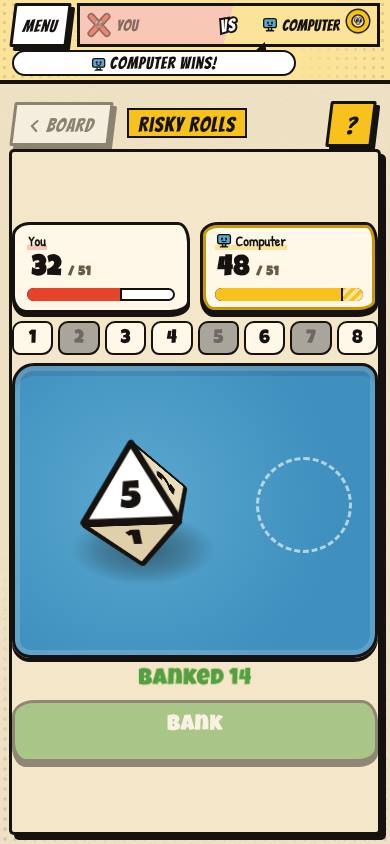 MENU
YOU
VS
COMPUTER
COMPUTER WINS!
< BOARD
RISKY ROLLS
?
You
32 / 51
Computer
48 / 51
1 2 3 4 5 6 7 8
5
1
BANKED 14
BANK